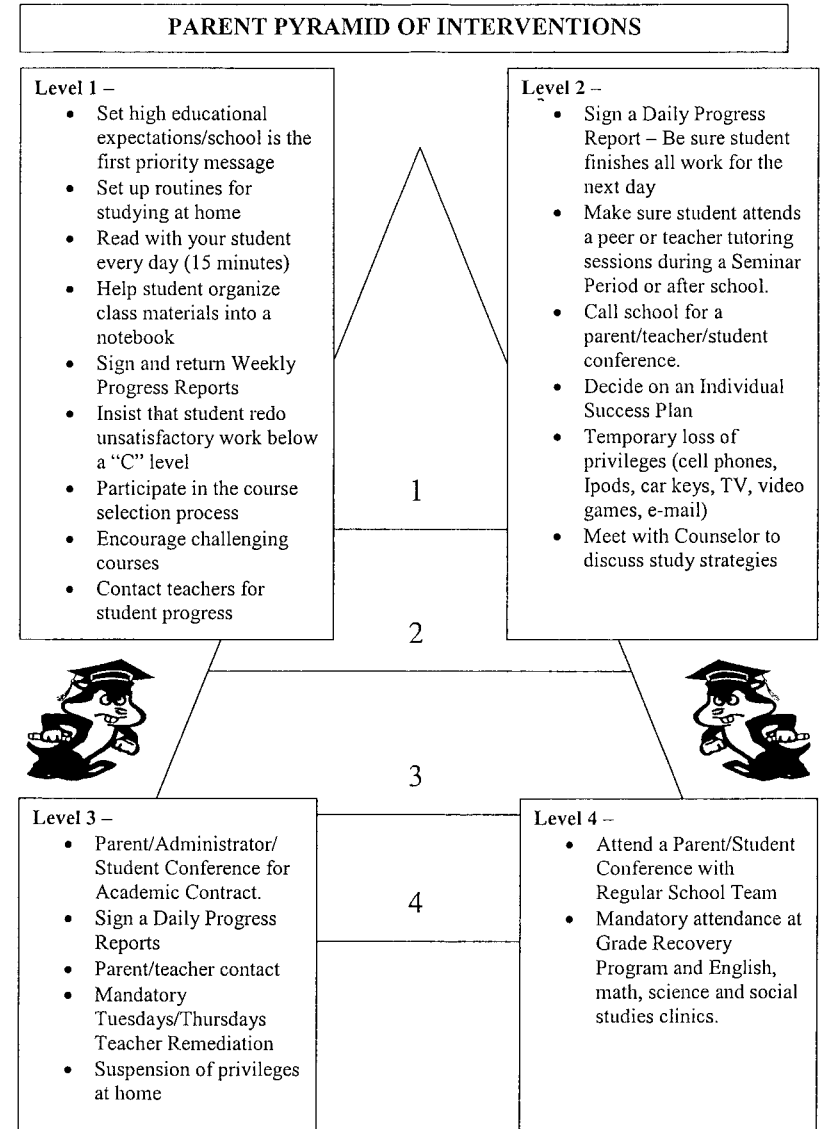 PARENT PYRAMID OF INTERVENTIONS
Level 1 –
• Set high educational
expectations/school is the
first priority message
• Set up routines for
studying at home
• Read with your student
every day (15 minutes)
• Help student organize
class materials into a
notebook
• Sign and return Weekly
Progress Reports
• Insist that student redo
unsatisfactory work below
a “C” level
• Participate in the course
selection process
• Encourage challenging
courses
• Contact teachers for
student progress
Level 2 –
• Sign a Daily Progress
Report – Be sure student
finishes all work for the
next day
• Make sure student attends
a peer or teacher tutoring
sessions during a Seminar
Period or after school.
• Call school for a
parent/teacher/student
conference.
• Decide on an Individual
Success Plan
• Temporary loss of
privileges (cell phones,
Ipods, car keys, TV, video
games, e-mail)
• Meet with Counselor to
discuss study strategies
1
2
3
4
Level 3 –
• Parent/Administrator/
Student Conference for
Academic Contract.
• Sign a Daily Progress
Reports
• Parent/teacher contact
• Mandatory
Tuesdays/Thursdays
Teacher Remediation
• Suspension of privileges
at home
Level 4 –
• Attend a Parent/Student
Conference with
Regular School Team
• Mandatory attendance at
Grade Recovery
Program and English,
math, science and social
studies clinics.